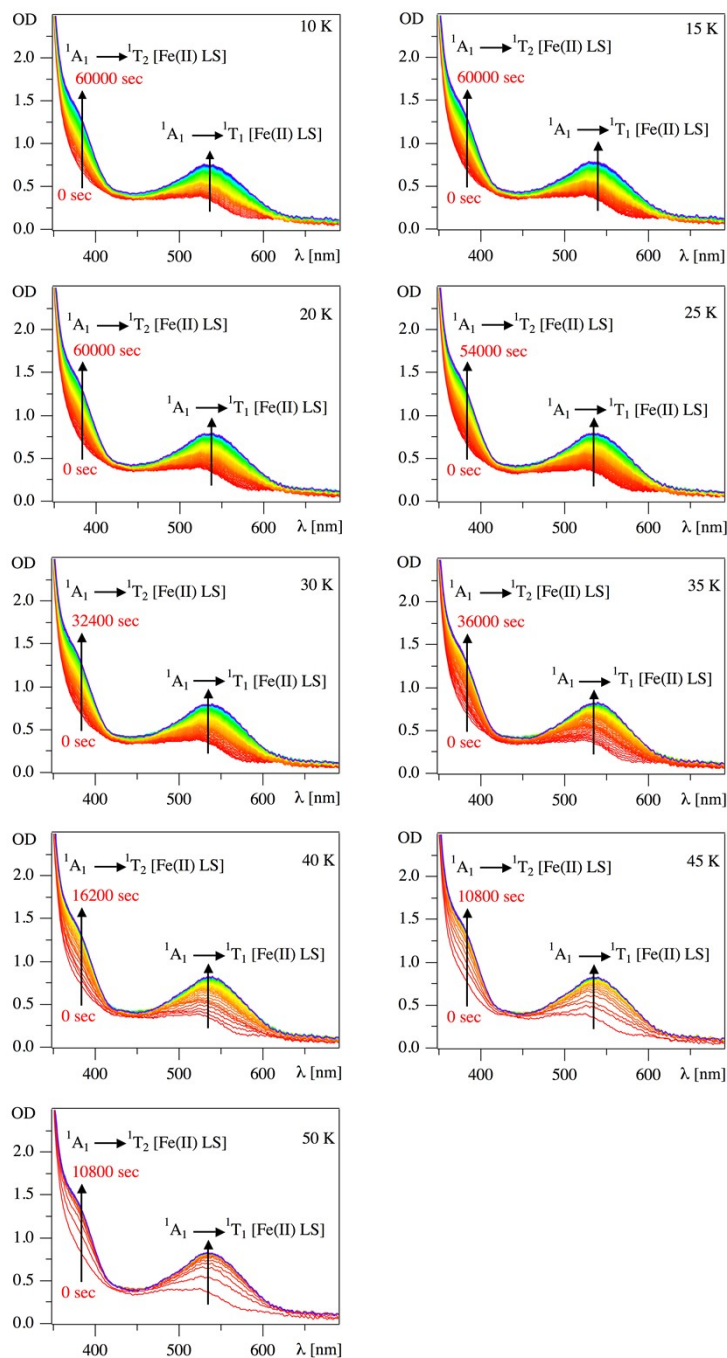 OD
10 K
¹A₁ → ¹T₂ [Fe(II) LS]
60000 sec
¹A₁ → ¹T₁ [Fe(II) LS]
0 sec
2.0
1.5
1.0
0.5
0.0
400 500 600 λ [nm]
OD
15 K
¹A₁ → ¹T₂ [Fe(II) LS]
60000 sec
¹A₁ → ¹T₁ [Fe(II) LS]
0 sec
2.0
1.5
1.0
0.5
0.0
400 500 600 λ [nm]
OD
20 K
¹A₁ → ¹T₂ [Fe(II) LS]
60000 sec
¹A₁ → ¹T₁ [Fe(II) LS]
0 sec
2.0
1.5
1.0
0.5
0.0
400 500 600 λ [nm]
OD
25 K
¹A₁ → ¹T₂ [Fe(II) LS]
54000 sec
¹A₁ → ¹T₁ [Fe(II) LS]
0 sec
2.0
1.5
1.0
0.5
0.0
400 500 600 λ [nm]
OD
30 K
¹A₁ → ¹T₂ [Fe(II) LS]
32400 sec
¹A₁ → ¹T₁ [Fe(II) LS]
0 sec
2.0
1.5
1.0
0.5
0.0
400 500 600 λ [nm]
OD
35 K
¹A₁ → ¹T₂ [Fe(II) LS]
36000 sec
¹A₁ → ¹T₁ [Fe(II) LS]
0 sec
2.0
1.5
1.0
0.5
0.0
400 500 600 λ [nm]
OD
40 K
¹A₁ → ¹T₂ [Fe(II) LS]
16200 sec
¹A₁ → ¹T₁ [Fe(II) LS]
0 sec
2.0
1.5
1.0
0.5
0.0
400 500 600 λ [nm]
OD
45 K
¹A₁ → ¹T₂ [Fe(II) LS]
10800 sec
¹A₁ → ¹T₁ [Fe(II) LS]
0 sec
2.0
1.5
1.0
0.5
0.0
400 500 600 λ [nm]
OD
50 K
¹A₁ → ¹T₂ [Fe(II) LS]
10800 sec
¹A₁ → ¹T₁ [Fe(II) LS]
0 sec
2.0
1.5
1.0
0.5
0.0
400 500 600 λ [nm]